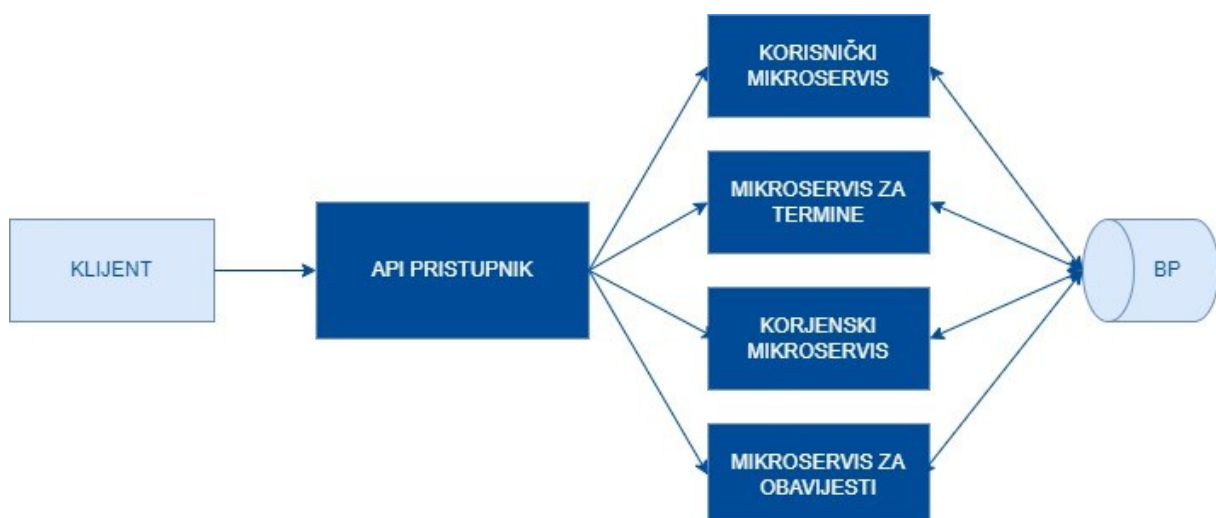 KLIJENT
API PRISTUPNIK
KORISNIČKI
MIKROSERVIS
MIKROSERVIS ZA
TERMINE
KORJENSKI
MIKROSERVIS
MIKROSERVIS ZA
OBAVIJESTI
BP